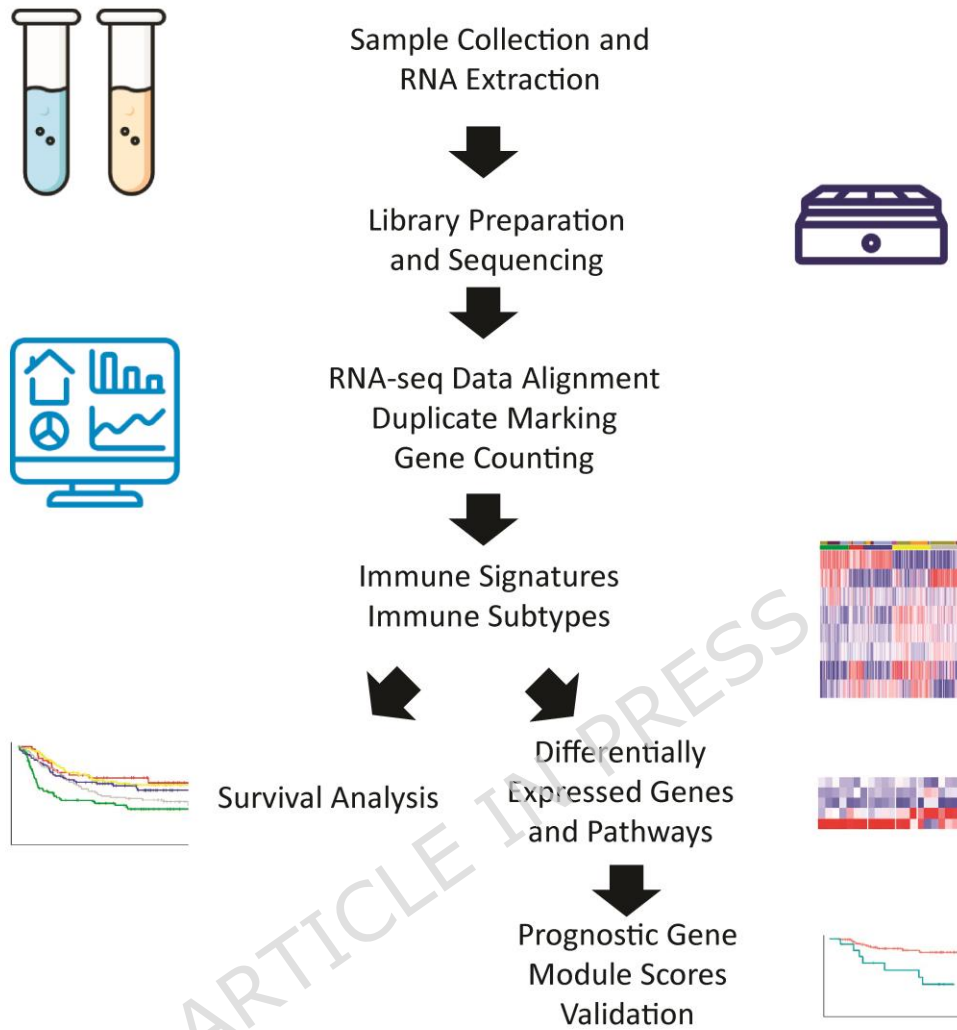 Sample Collection and
RNA Extraction
Library Preparation
and Sequencing
RNA-seq Data Alignment
Duplicate Marking
Gene Counting
Immune Signatures
Immune Subtypes
Survival Analysis
Differentially
Expressed Genes
and Pathways
Prognostic Gene
Module Scores
Validation
ARTICLE IN PRESS